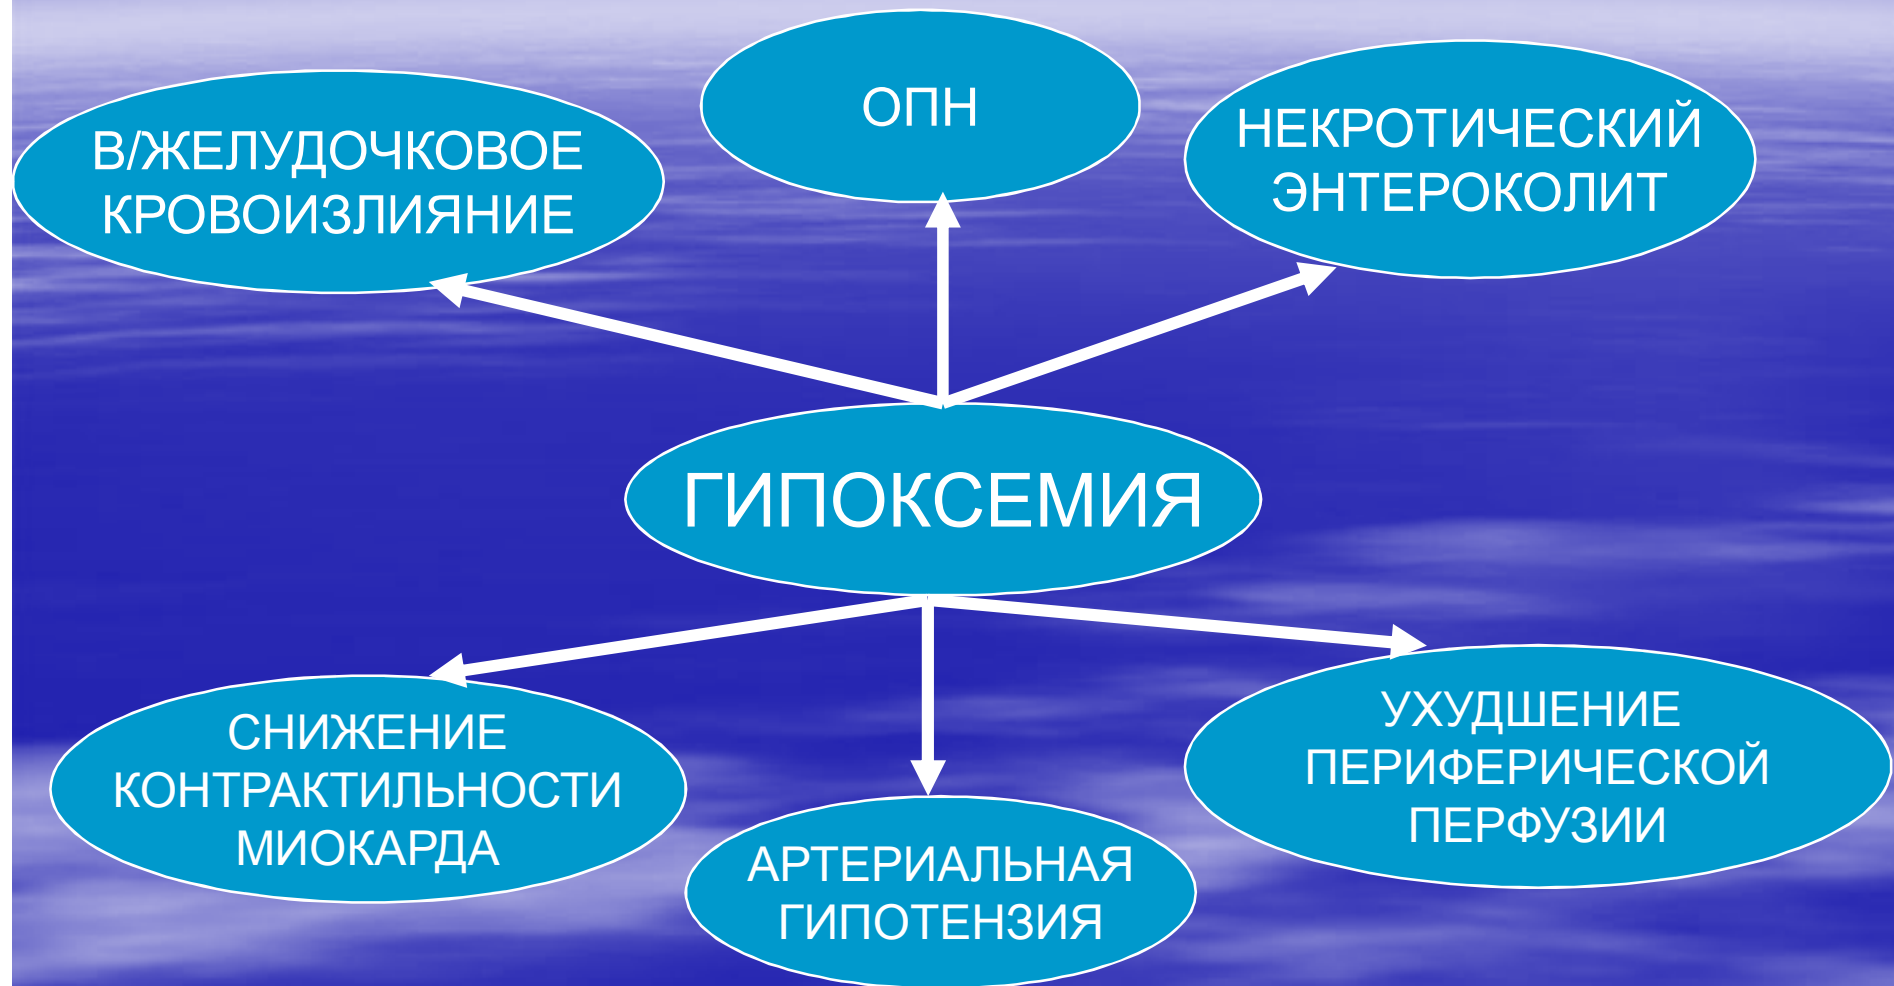 ОПН
В/ЖЕЛУДОЧКОВОЕ
КРОВОИЗЛИЯНИЕ
НЕКРОТИЧЕСКИЙ
ЭНТЕРОКОЛИТ
ГИПОКСЕМИЯ
СНИЖЕНИЕ
КОНТРАКТИЛЬНОСТИ
МИОКАРДА
АРТЕРИАЛЬНАЯ
ГИПОТЕНЗИЯ
УХУДШЕНИЕ
ПЕРИФЕРИЧЕСКОЙ
ПЕРФУЗИИ